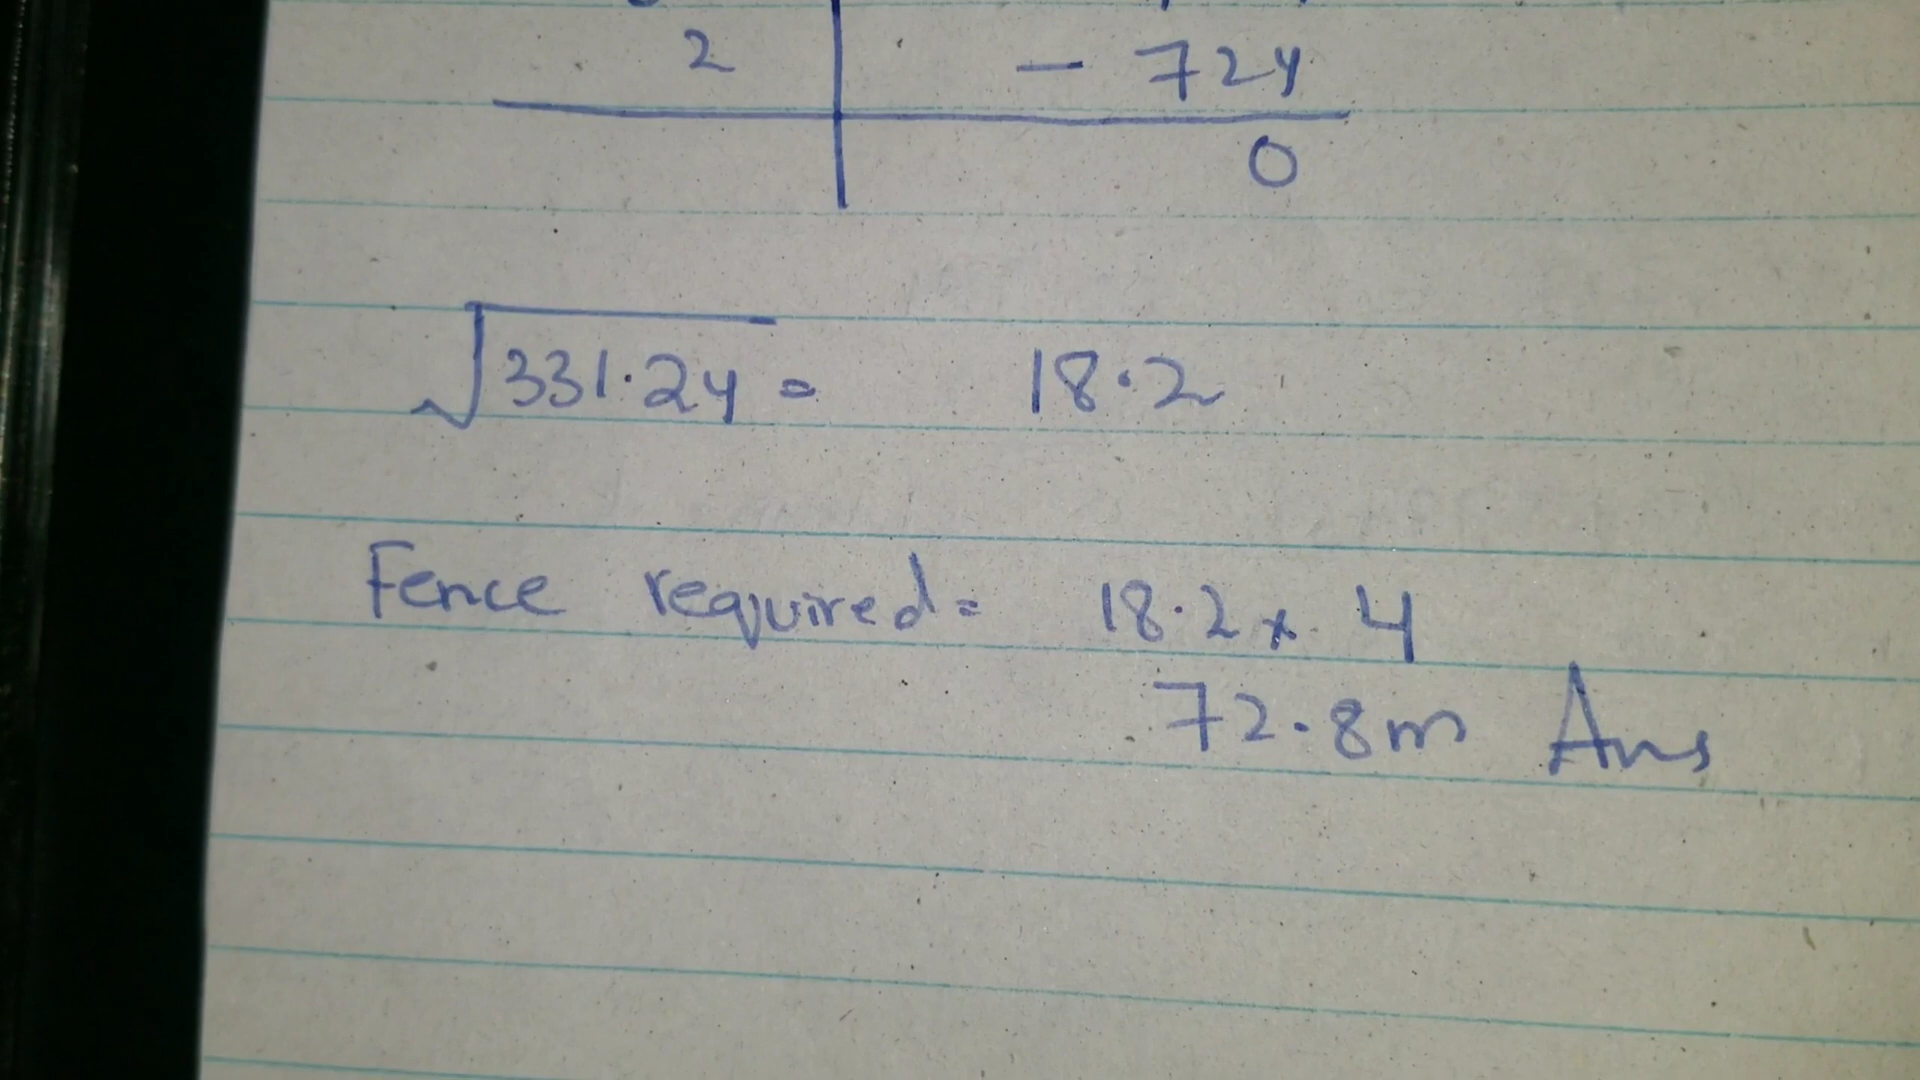 2 - 724
0
√331.24 = 18.2
Fence required = 18.2 x 4
72.8m Ans